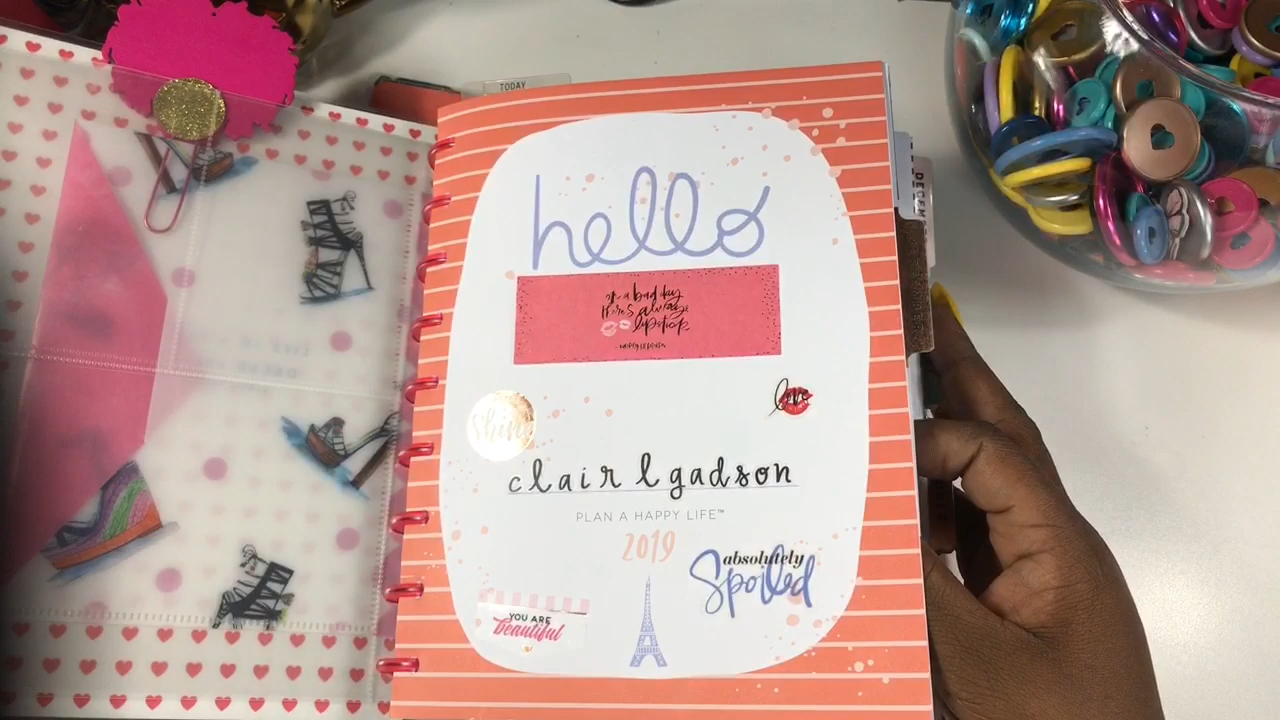 TODAY
hello
on a bad day
there's always
lipstick
love
shine
clair l gadson
PLAN A HAPPY LIFE™
2019
absolutely
Spoiled
YOU ARE
beautiful